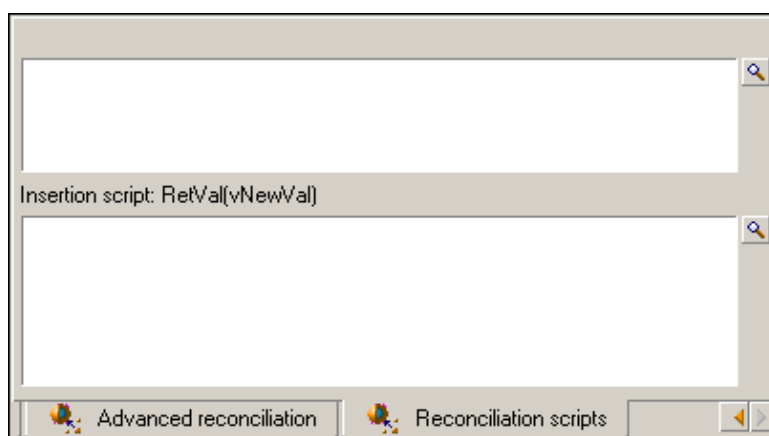 Insertion script: RetVal(vNewVal)
Advanced reconciliation
Reconciliation scripts